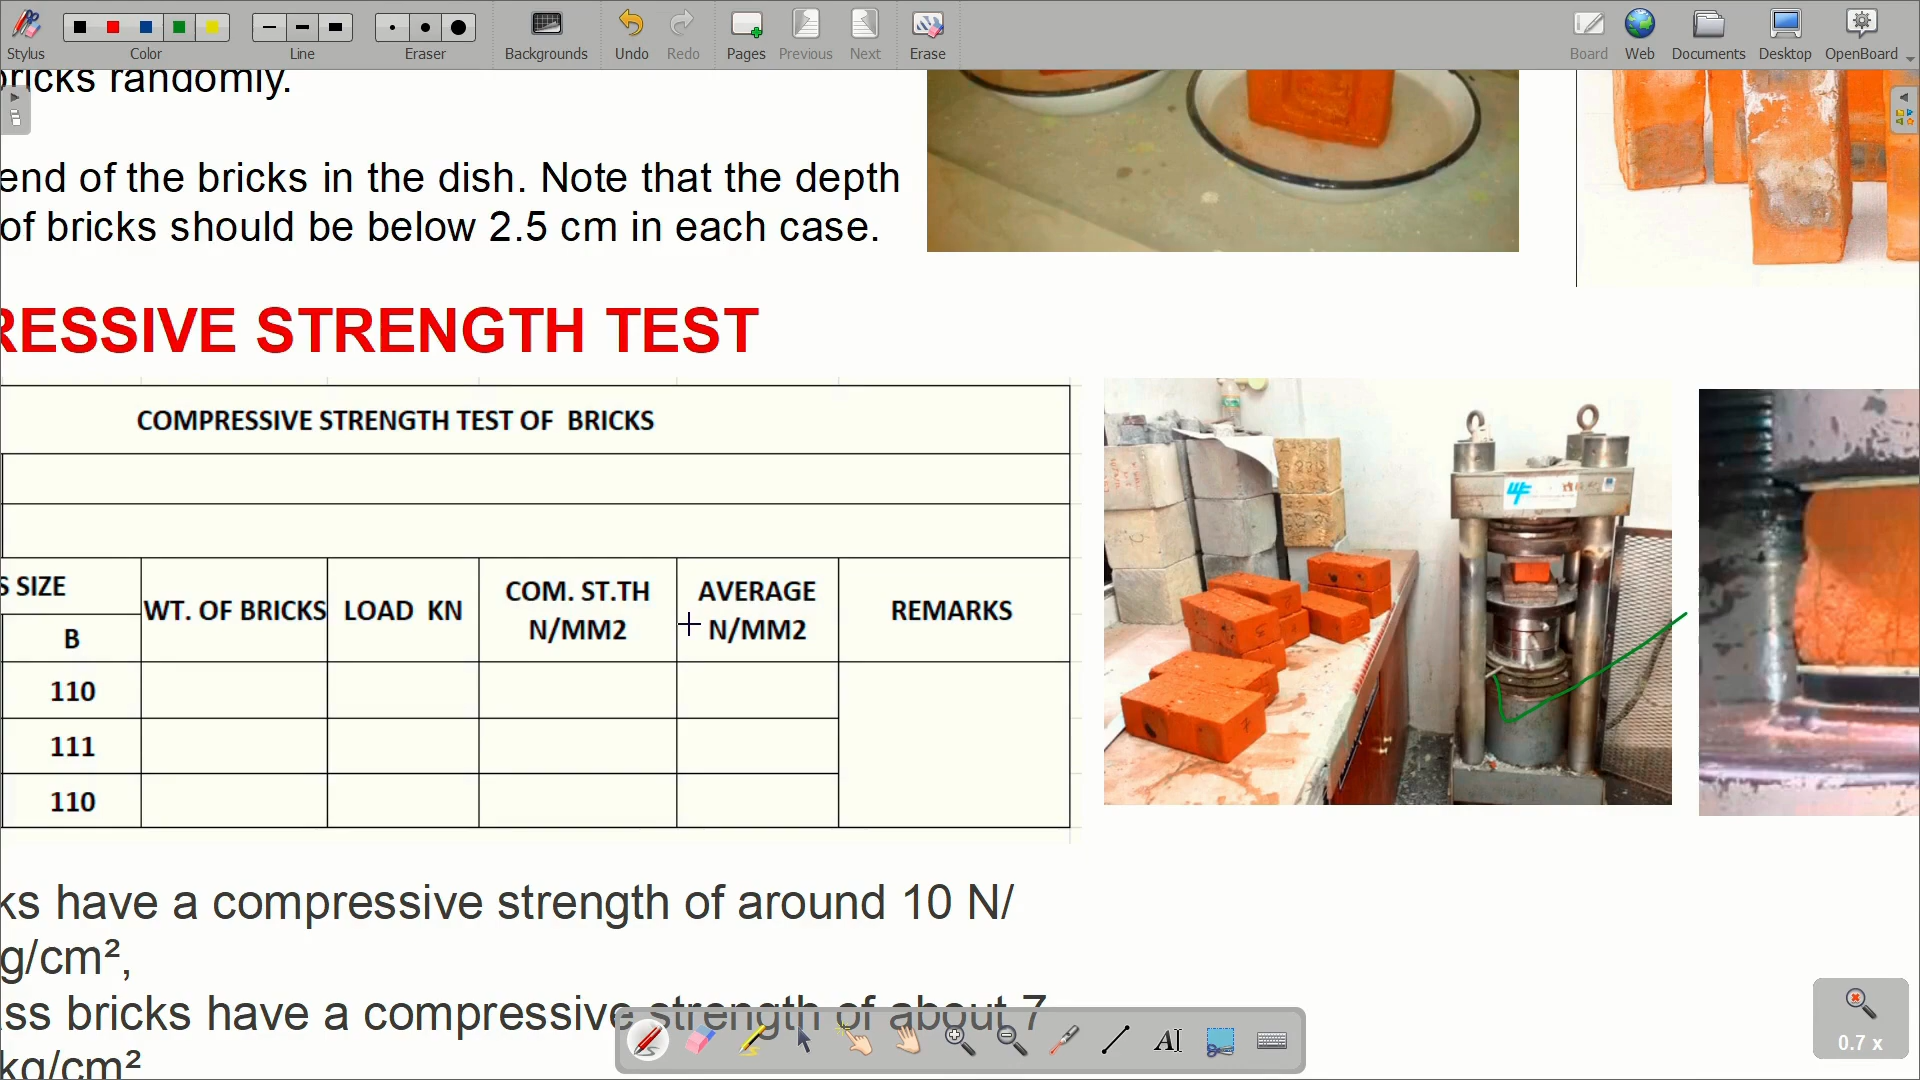 Stylus
Color
Line
Eraser
Backgrounds
Undo
Redo
Pages
Previous
Next
Erase
Board
Web
Documents
Desktop
OpenBoard
bricks randomly.
end of the bricks in the dish. Note that the depth
of bricks should be below 2.5 cm in each case.
RESSIVE STRENGTH TEST
COMPRESSIVE STRENGTH TEST OF BRICKS
S SIZE
B
WT. OF BRICKS
LOAD KN
COM. ST.TH
N/MM2
AVERAGE
N/MM2
REMARKS
110
111
110
ks have a compressive strength of around 10 N/
g/cm²,
ss bricks have a compressive strength of about 7
kg/cm²
0.7 x